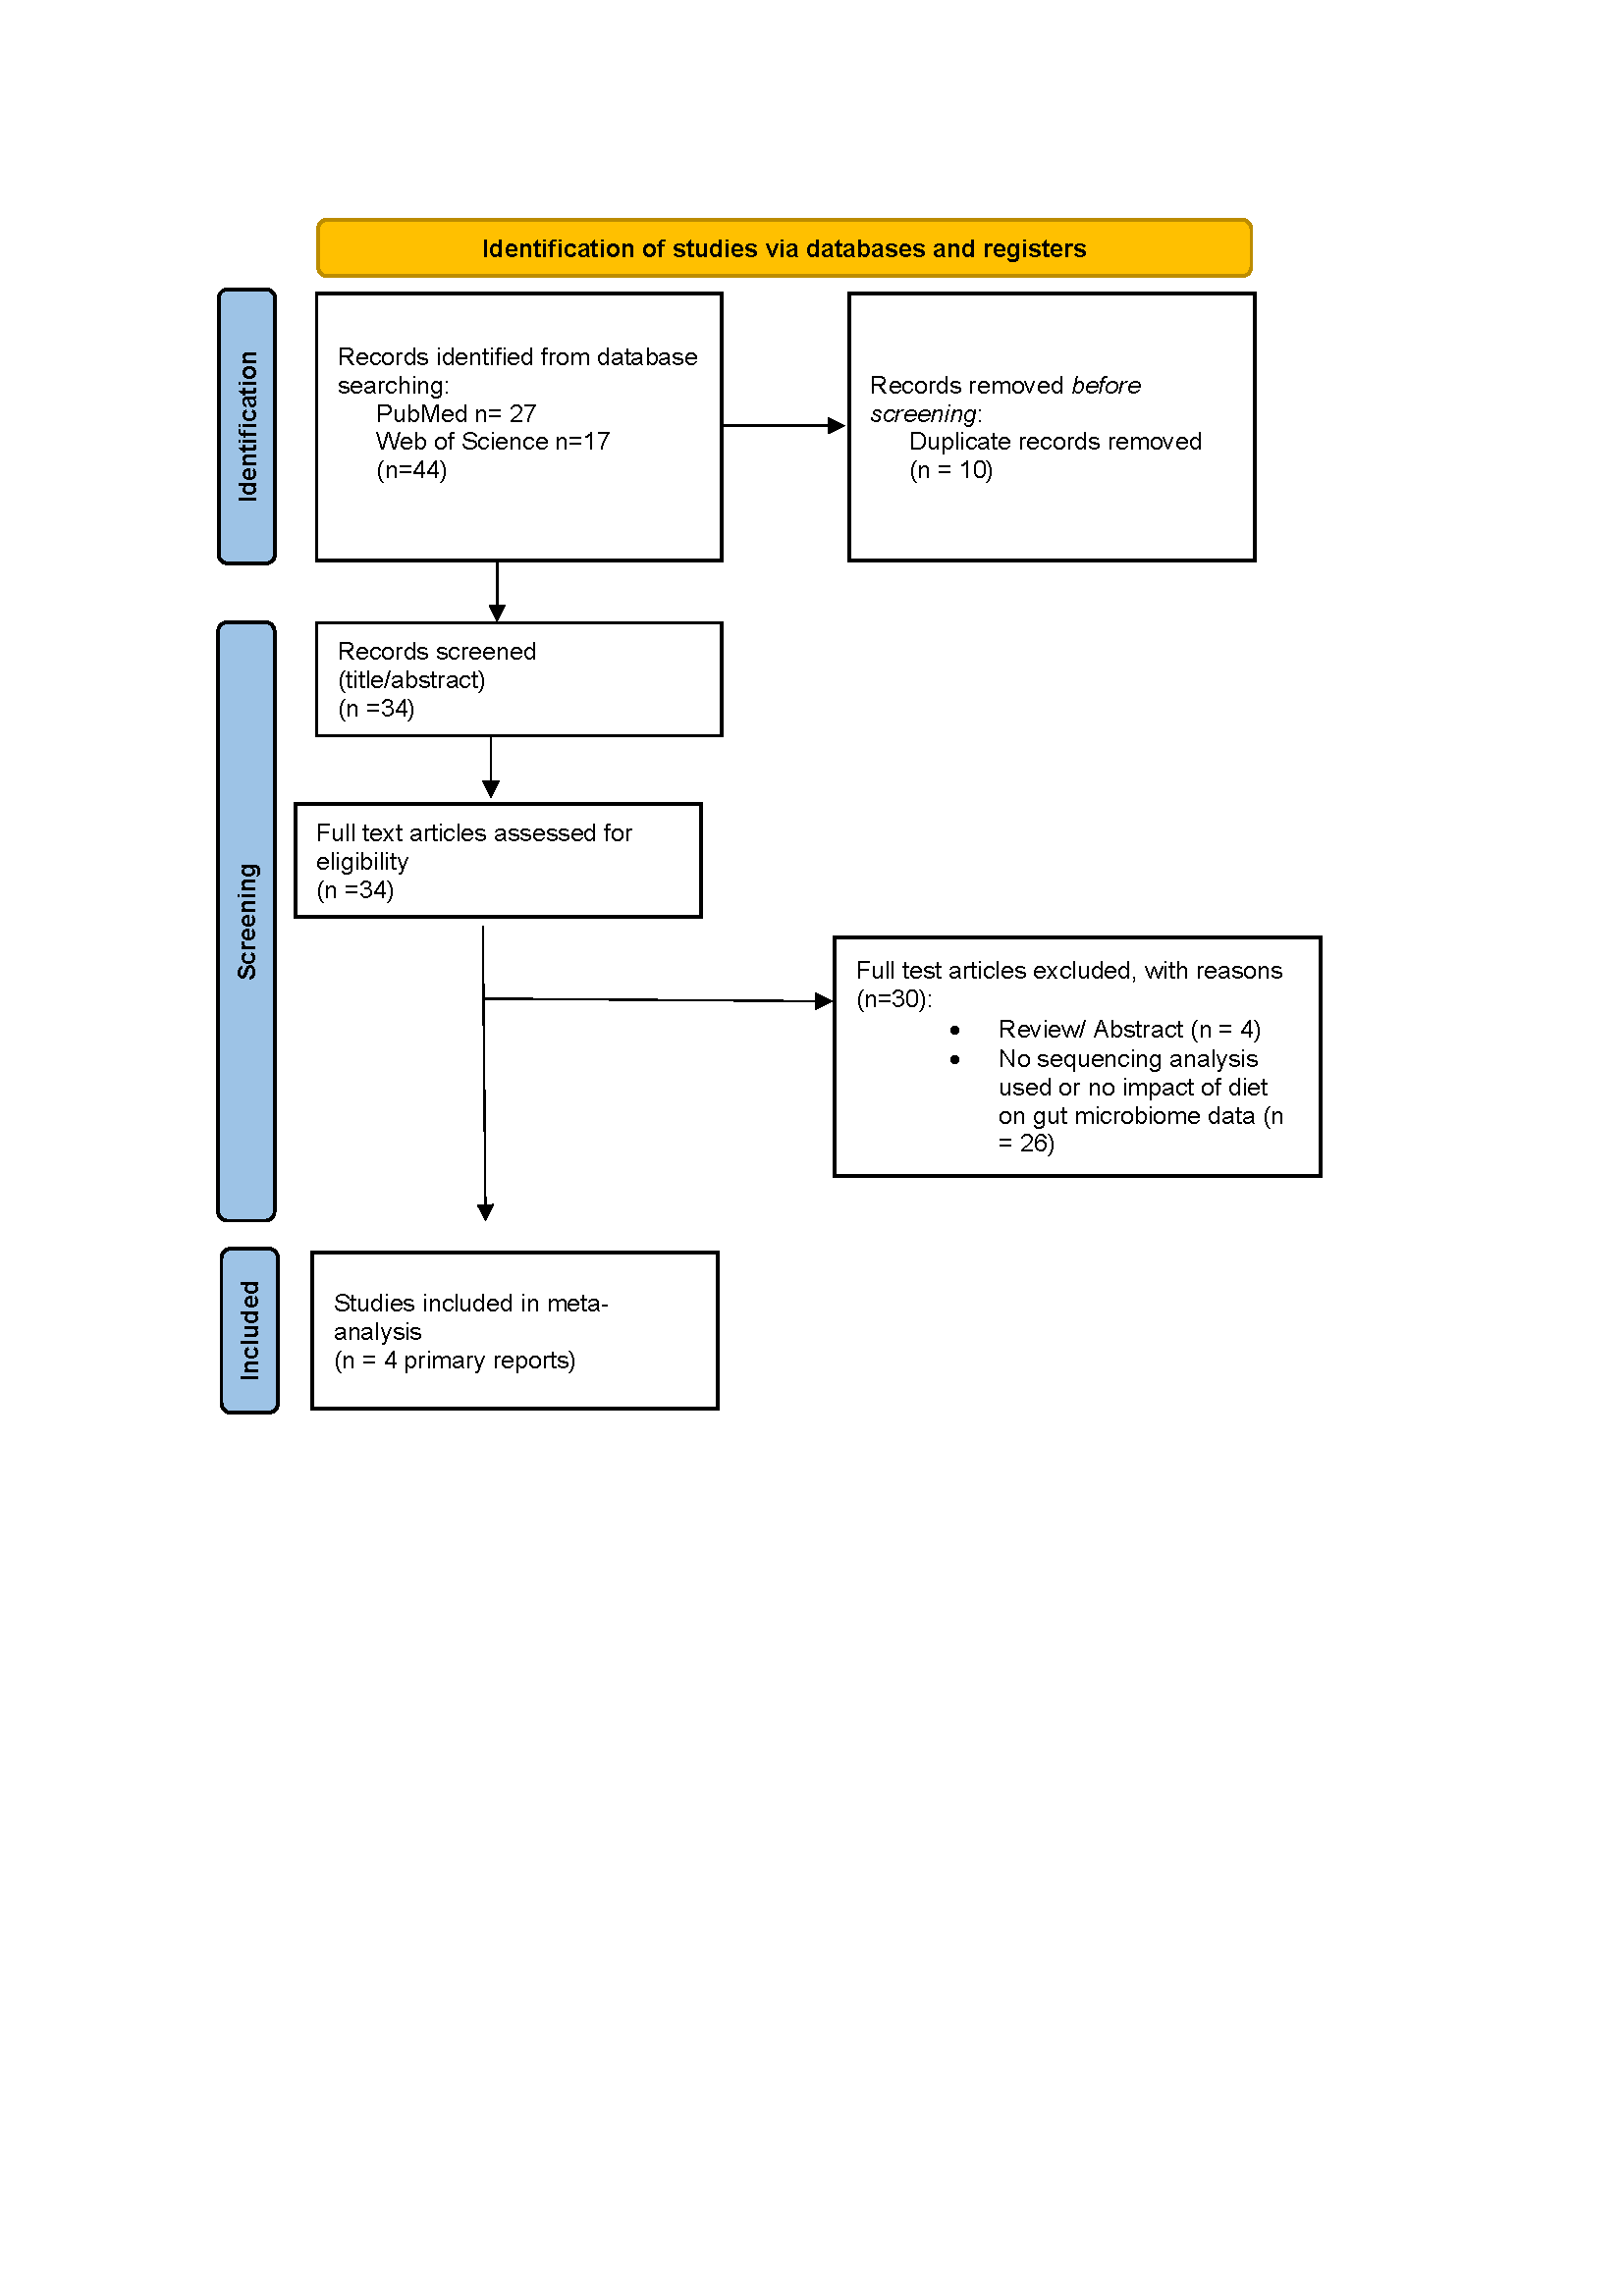 Identification of studies via databases and registers
Identification
Records identified from database
searching:
PubMed n= 27
Web of Science n=17
(n=44)
Records removed before
screening:
Duplicate records removed
(n = 10)
Screening
Records screened
(title/abstract)
(n =34)
Full text articles assessed for
eligibility
(n =34)
Full test articles excluded, with reasons
(n=30):
• Review/ Abstract (n = 4)
• No sequencing analysis
used or no impact of diet
on gut microbiome data (n
= 26)
Included
Studies included in meta-
analysis
(n = 4 primary reports)